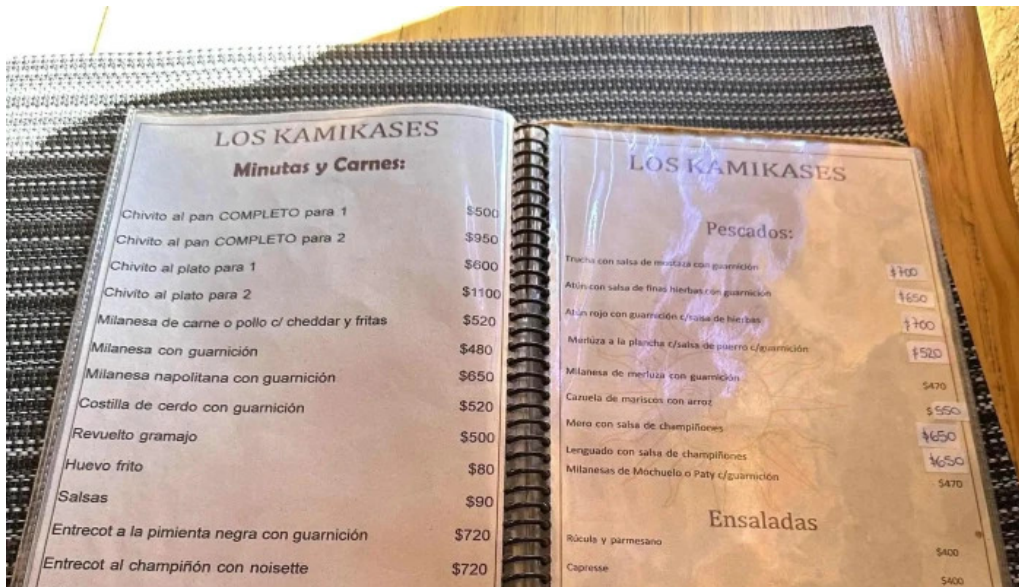 LOS KAMIKASES
Minutas y Carnes:
Chivito al pan COMPLETO para 1 $500
Chivito al pan COMPLETO para 2 $950
Chivito al plato para 1 $600
Chivito al plato para 2 $1100
Milanesa de carne o pollo c/ cheddar y fritas $520
Milanesa con guarnición $480
Milanesa napolitana con guarnición $650
Costilla de cerdo con guarnición $520
Revuelto gramajo $500
Huevo frito $80
Salsas $90
Entrecot a la pimienta negra con guarnición $720
Entrecot al champiñón con noisette $720
LOS KAMIKASES
Pescados:
Trucha con salsa de mostaza con guarnición $700
Atún con salsa de finas hierbas con guarnición $650
Atún rojo con guarnición c/salsa de hierbas $700
Merluza a la plancha c/salsa de puerro c/guarnición $520
Milanesa de merluza con guarnición $470
Cazuela de mariscos con arroz $550
Mero con salsa de champiñones $650
Lenguado con salsa de champiñones $650
Milanesas de Mochuelo o Paty c/guarnición $470
Ensaladas
Rúcula y parmesano $400
Capresse $400